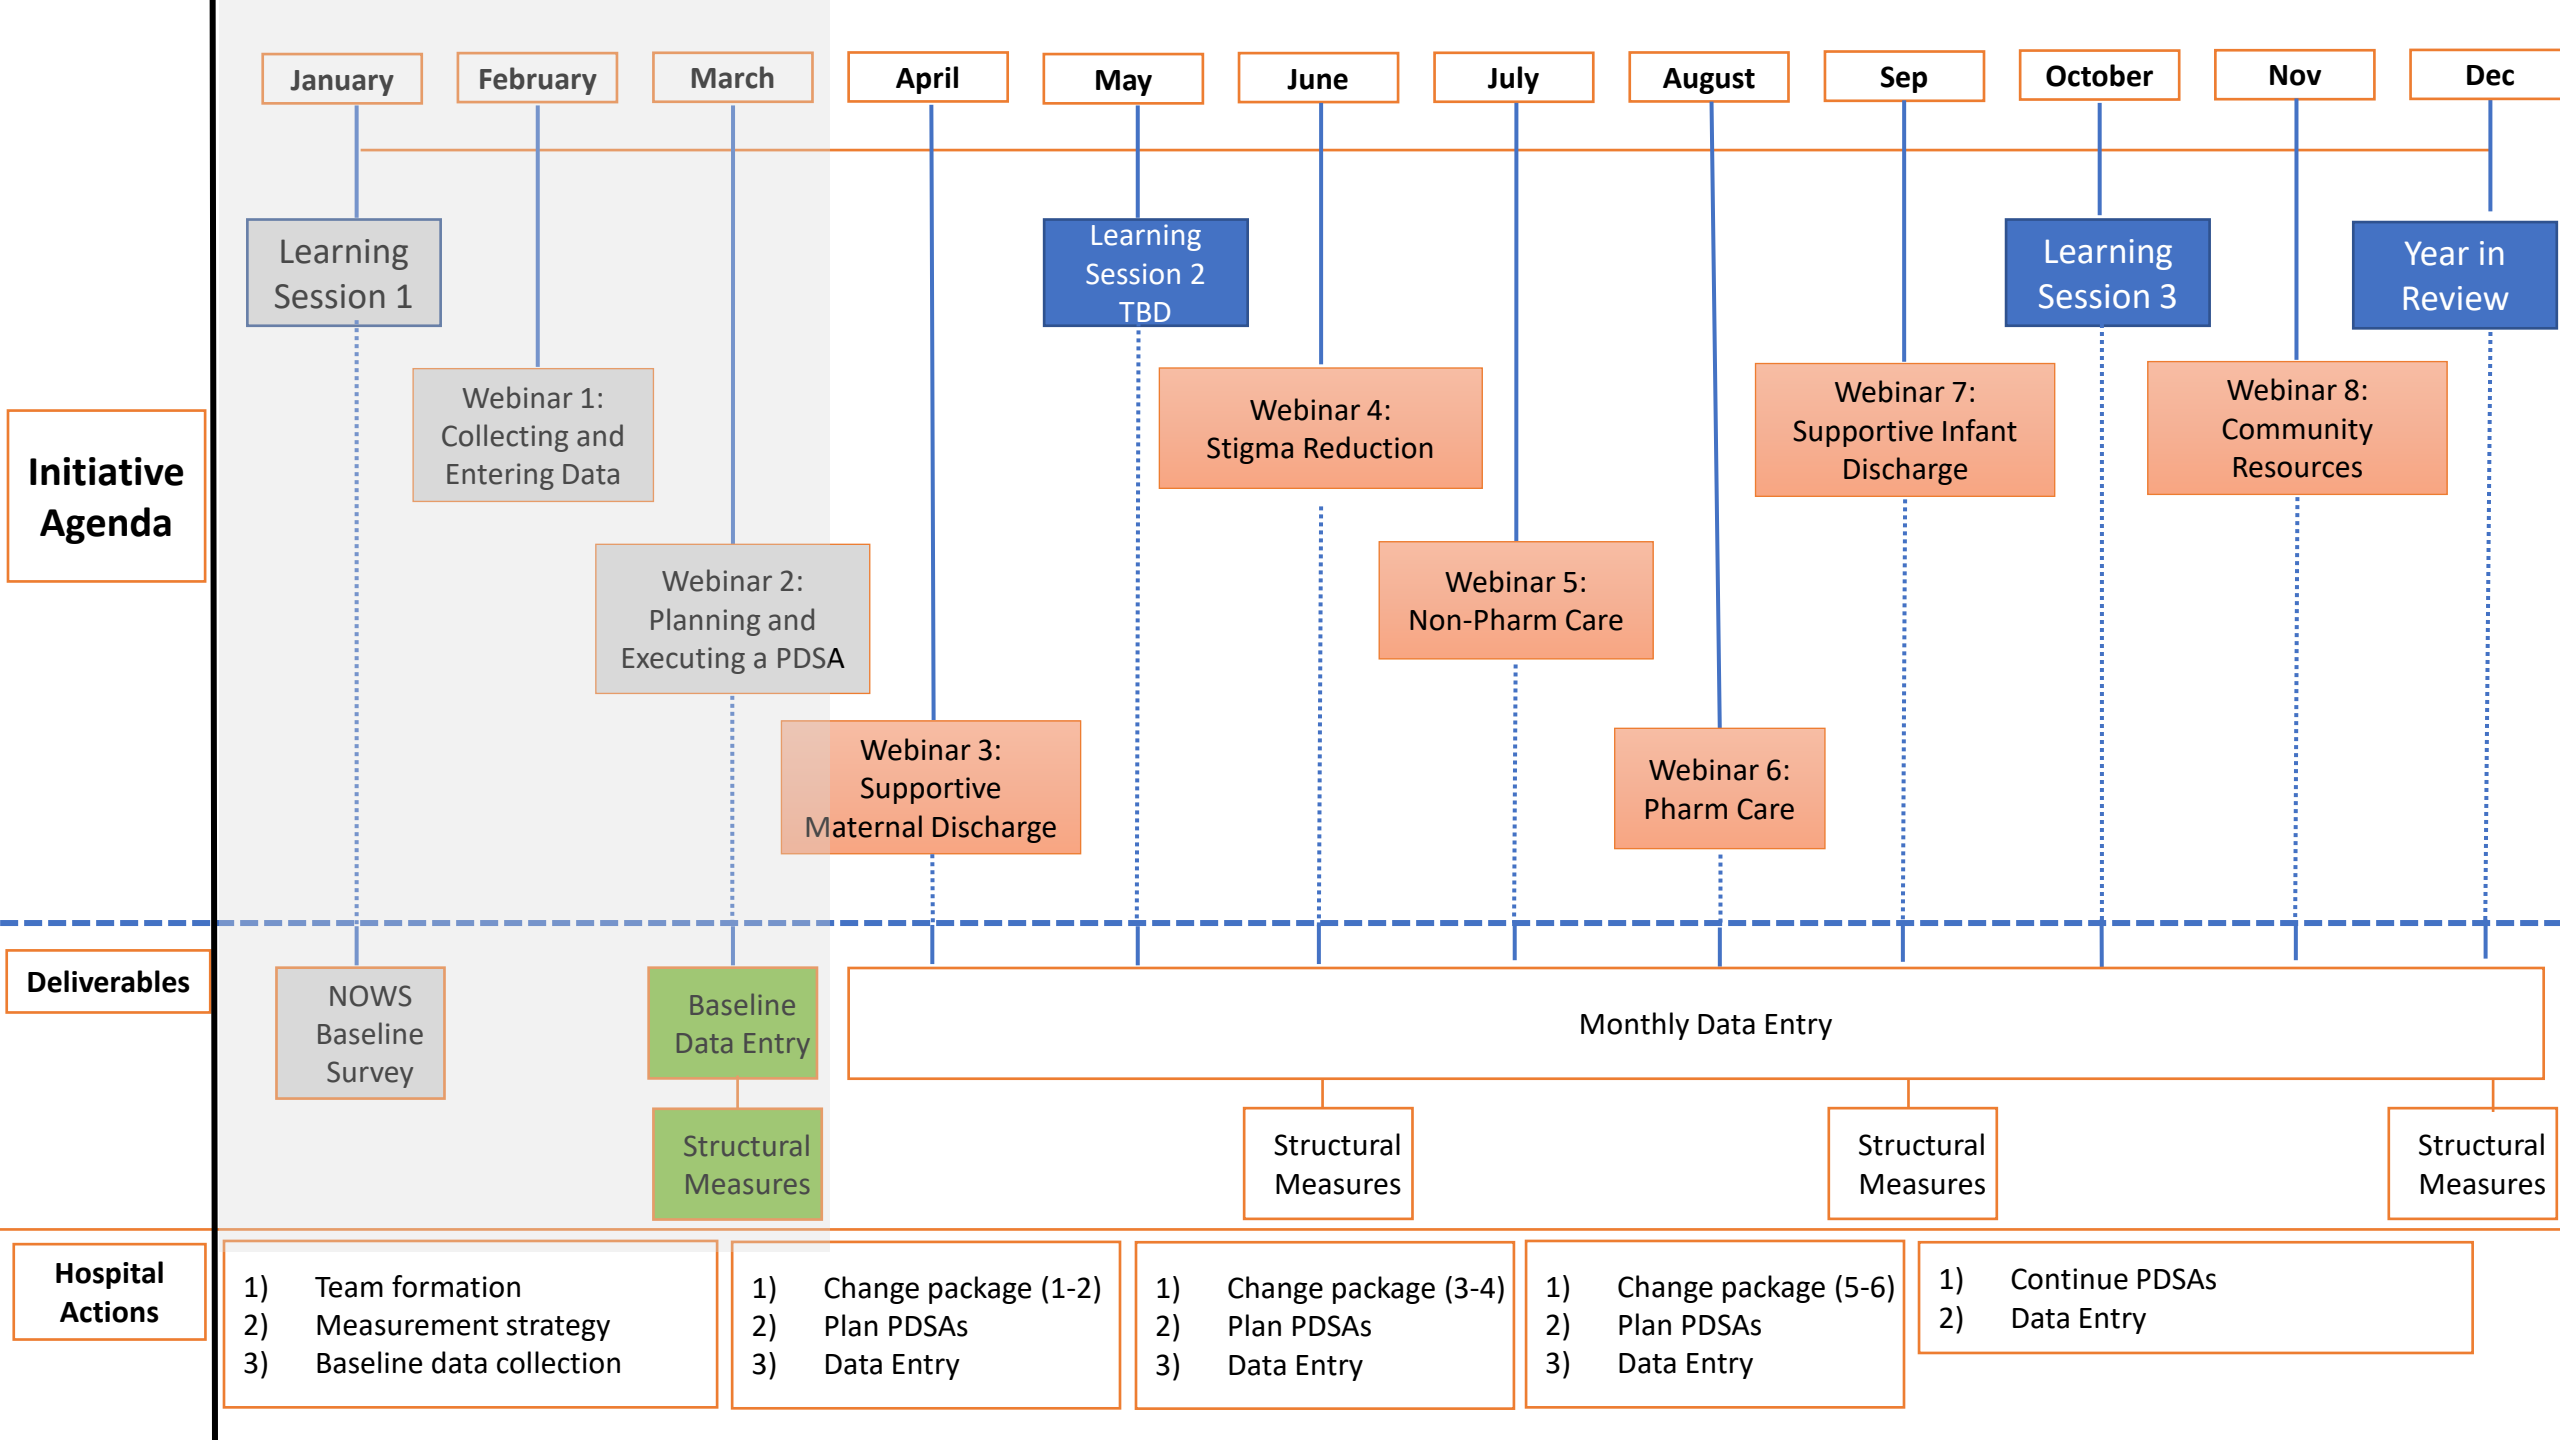 January
February
March
April
May
June
July
August
Sep
October
Nov
Dec
Initiative
Agenda
Learning
Session 1
Webinar 1:
Collecting and
Entering Data
Webinar 2:
Planning and
Executing a PDSA
Webinar 3:
Supportive
Maternal Discharge
Learning
Session 2
TBD
Webinar 4:
Stigma Reduction
Webinar 5:
Non-Pharm Care
Webinar 6:
Pharm Care
Webinar 7:
Supportive Infant
Discharge
Learning
Session 3
Webinar 8:
Community
Resources
Year in
Review
Deliverables
NOWS
Baseline
Survey
Baseline
Data Entry
Structural
Measures
Monthly Data Entry
Structural
Measures
Structural
Measures
Structural
Measures
Hospital
Actions
1) Team formation
2) Measurement strategy
3) Baseline data collection
1) Change package (1-2)
2) Plan PDSAs
3) Data Entry
1) Change package (3-4)
2) Plan PDSAs
3) Data Entry
1) Change package (5-6)
2) Plan PDSAs
3) Data Entry
1) Continue PDSAs
2) Data Entry